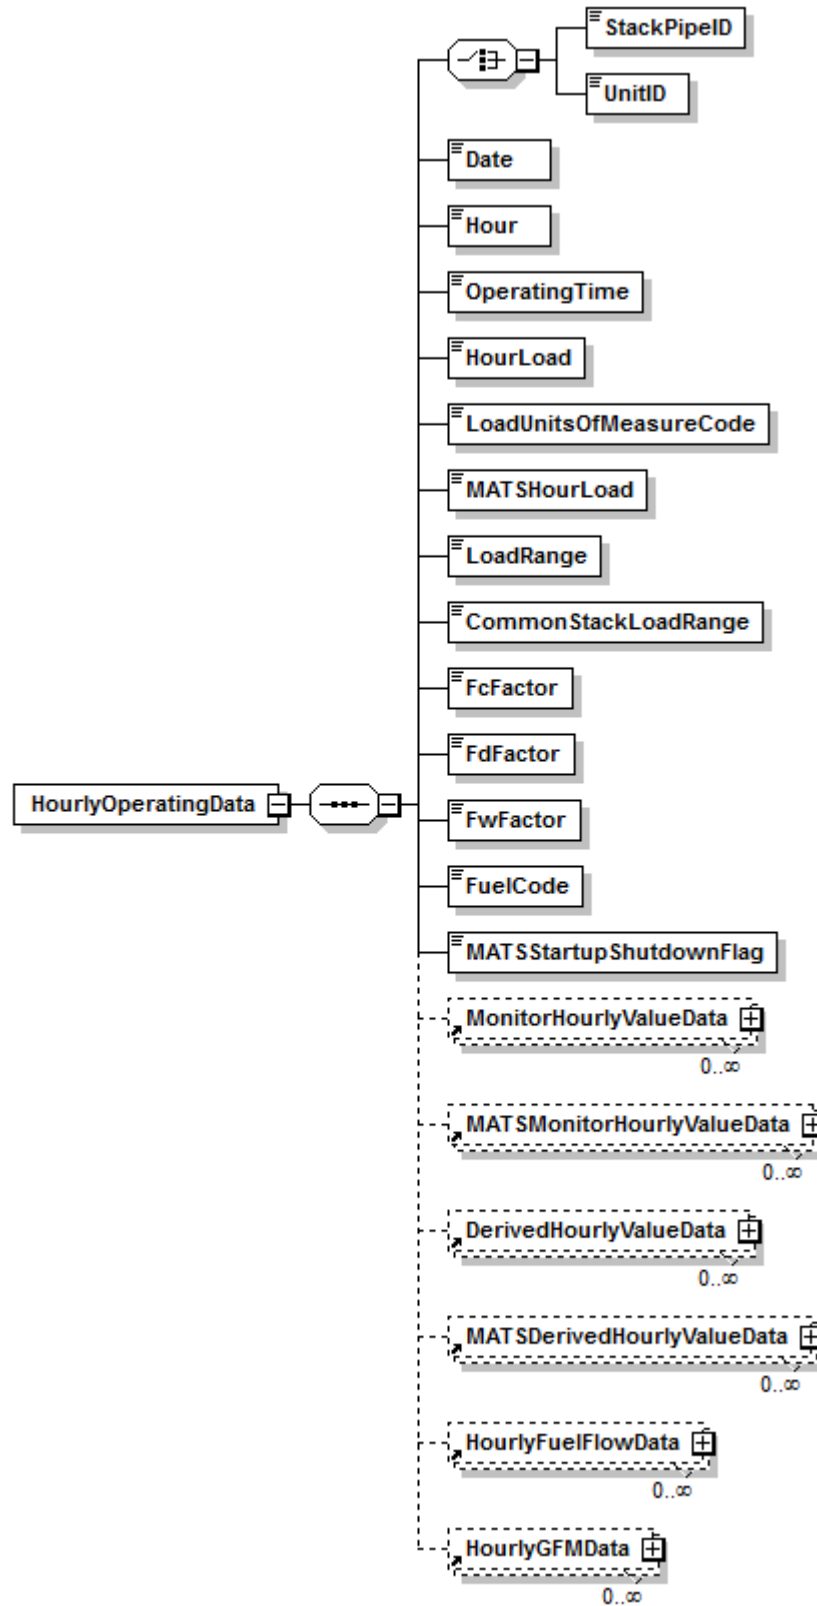 StackPipeID
UnitID
Date
Hour
OperatingTime
HourLoad
LoadUnitsOfMeasureCode
MATSHourLoad
LoadRange
CommonStackLoadRange
FcFactor
FdFactor
HourlyOperatingData
FwFactor
FuelCode
MATSStartupShutdownFlag
MonitorHourlyValueData
0..∞
MATSMonitorHourlyValueData
0..∞
DerivedHourlyValueData
0..∞
MATSDerivedHourlyValueData
0..∞
HourlyFuelFlowData
0..∞
HourlyGFMData
0..∞